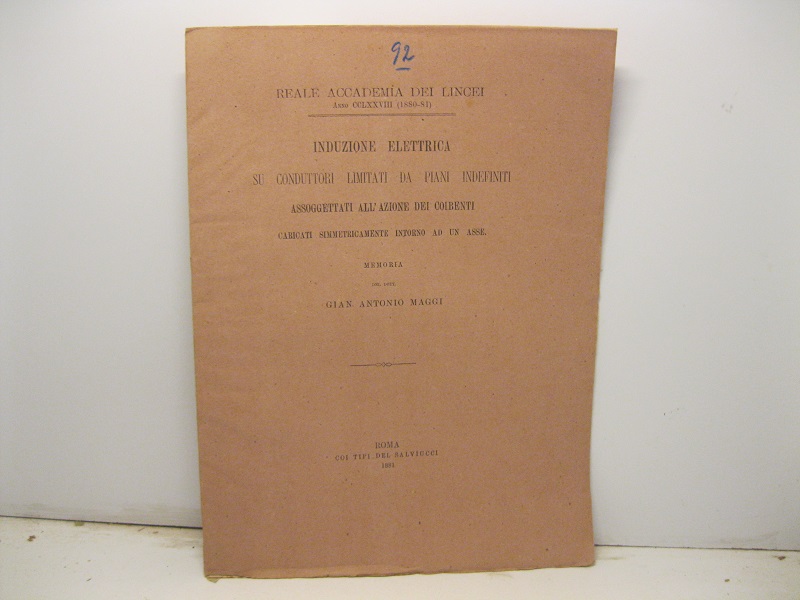 92
REALE ACCADEMIA DEI LINCEI
ANNO CCLXXVIII (1880-81)
INDUZIONE ELETTRICA
SU CONDUTTORI LIMITATI DA PIANI INDEFINITI
ASSOGGETTATI ALL'AZIONE DEI COIBENTI
CARICATI SIMMETRICAMENTE INTORNO AD UN ASSE.
MEMORIA
GIAN. ANTONIO MAGGI
ROMA
COI TIPI DEL SALVIUCCI
1881